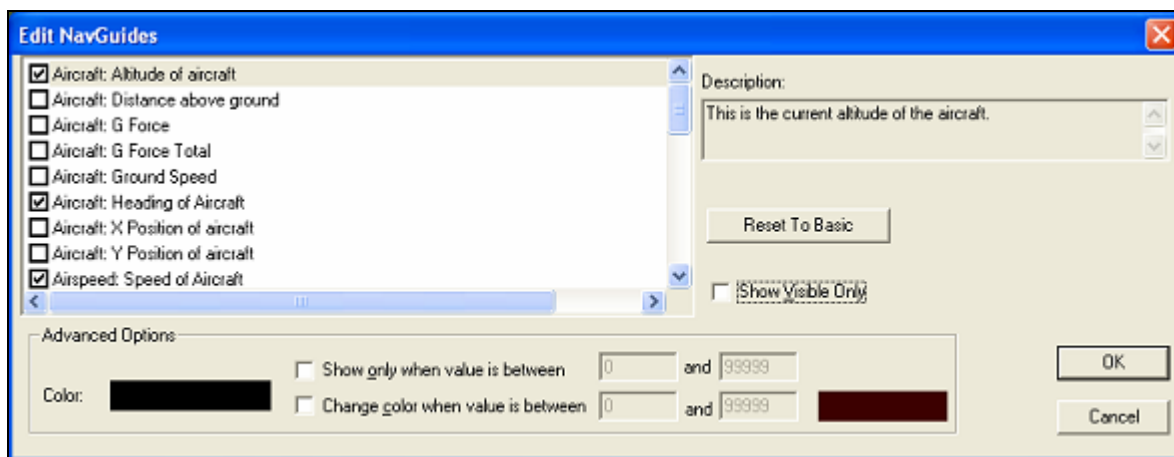 Edit NavGuides
Aircraft: Altitude of aircraft
Aircraft: Distance above ground
Aircraft: G Force
Aircraft: G Force Total
Aircraft: Ground Speed
Aircraft: Heading of Aircraft
Aircraft: X Position of aircraft
Aircraft: Y Position of aircraft
Airspeed: Speed of Aircraft
Description:
This is the current altitude of the aircraft.
Reset To Basic
Show Visible Only
Advanced Options
Color:
Show only when value is between 0 and 99999
Change color when value is between 0 and 99999
OK
Cancel